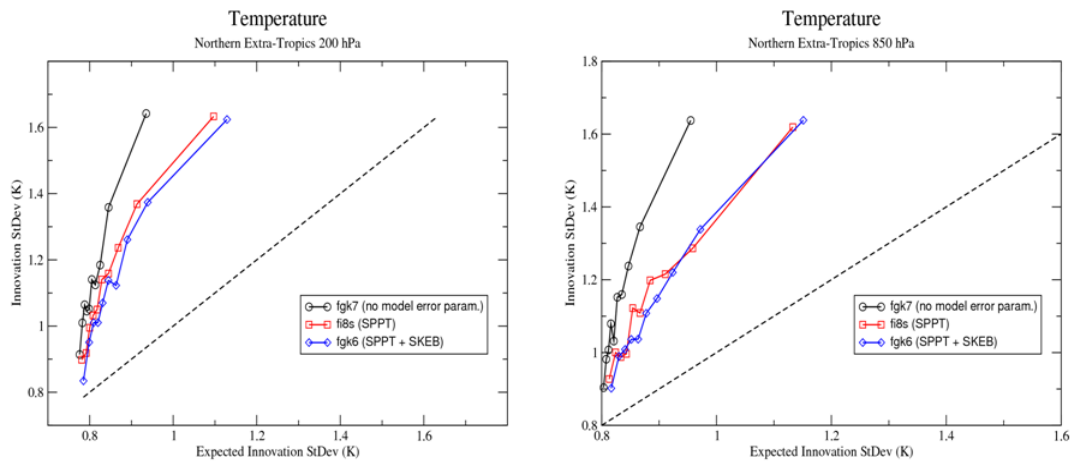 Temperature
Northern Extra-Tropics 200 hPa
Innovation StDev (K)
1.6
1.4
1.2
1
0.8
fgk7 (no model error param.)
fi8s (SPPT)
fgk6 (SPPT + SKEB)
0.8 1 1.2 1.4 1.6
Expected Innovation StDev (K)
Temperature
Northern Extra-Tropics 850 hPa
Innovation StDev (K)
1.8
1.6
1.4
1.2
1
0.8
fgk7 (no model error param.)
fi8s (SPPT)
fgk6 (SPPT + SKEB)
0.8 1 1.2 1.4 1.6
Expected Innovation StDev (K)